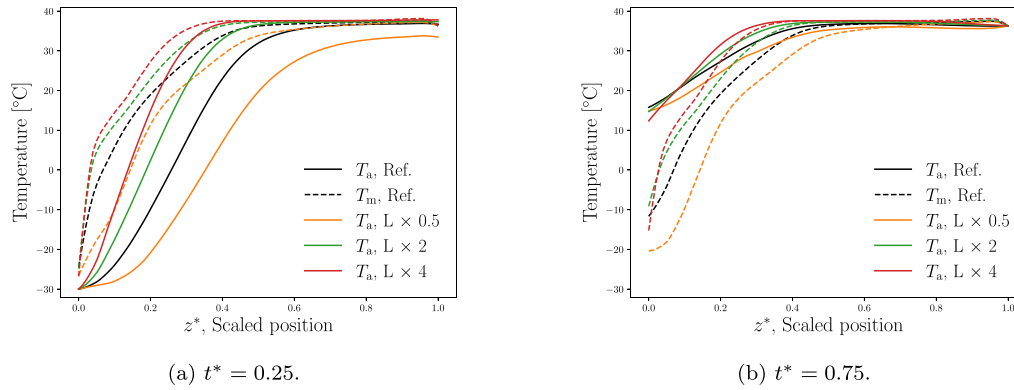 40
30
20
10
0
−10
−20
−30
0.0 0.2 0.4 0.6 0.8 1.0
Temperature [°C]
z*, Scaled position
Ta, Ref.
Tm, Ref.
Ta, L × 0.5
Ta, L × 2
Ta, L × 4
(a) t* = 0.25.
40
30
20
10
0
−10
−20
−30
0.0 0.2 0.4 0.6 0.8 1.0
Temperature [°C]
z*, Scaled position
Ta, Ref.
Tm, Ref.
Ta, L × 0.5
Ta, L × 2
Ta, L × 4
(b) t* = 0.75.